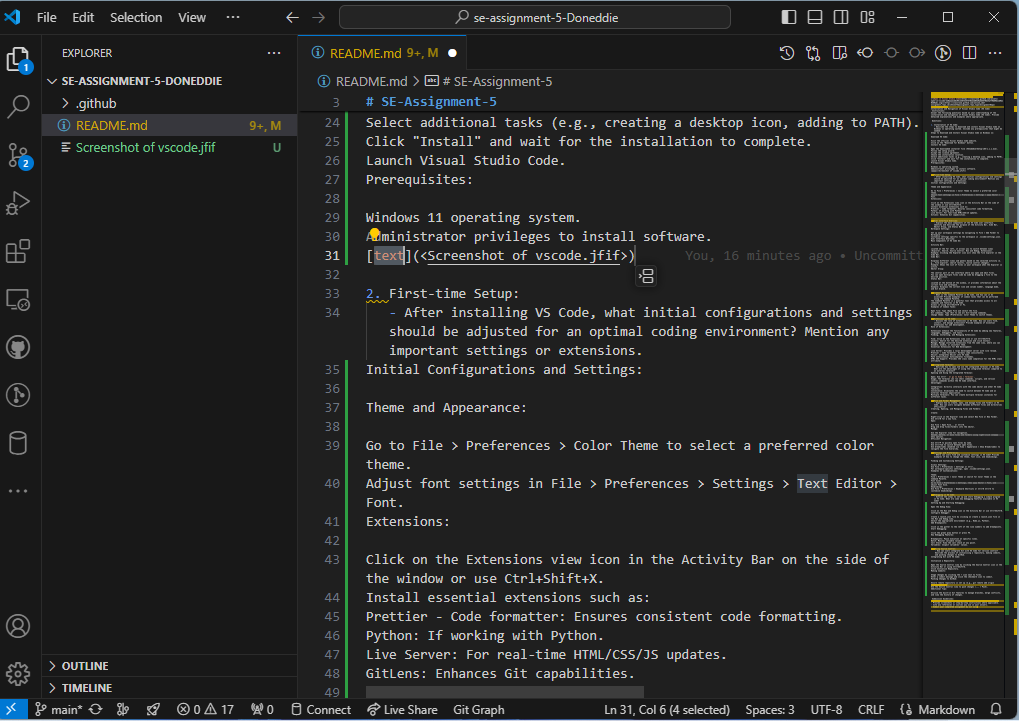 File Edit Selection View ··· se-assignment-5-Doneddie
EXPLORER ···
SE-ASSIGNMENT-5-DONEDDIE
.github
README.md 9+, M
Screenshot of vscode.jfif U
OUTLINE
TIMELINE
README.md 9+, M
README.md > # SE-Assignment-5
3 # SE-Assignment-5
24 Select additional tasks (e.g., creating a desktop icon, adding to PATH).
25 Click "Install" and wait for the installation to complete.
26 Launch Visual Studio Code.
27 Prerequisites:
28
29 Windows 11 operating system.
30 Administrator privileges to install software.
31 [text](<Screenshot of vscode.jfif>) You, 16 minutes ago • Uncommitt
32
33 2. First-time Setup:
34 - After installing VS Code, what initial configurations and settings
should be adjusted for an optimal coding environment? Mention any
important settings or extensions.
35 Initial Configurations and Settings:
36
37 Theme and Appearance:
38
39 Go to File > Preferences > Color Theme to select a preferred color
theme.
40 Adjust font settings in File > Preferences > Settings > Text Editor >
Font.
41 Extensions:
42
43 Click on the Extensions view icon in the Activity Bar on the side of
the window or use Ctrl+Shift+X.
44 Install essential extensions such as:
45 Prettier - Code formatter: Ensures consistent code formatting.
46 Python: If working with Python.
47 Live Server: For real-time HTML/CSS/JS updates.
48 GitLens: Enhances Git capabilities.
49
1
2
main* 0 17 0 Connect Live Share Git Graph Ln 31, Col 6 (4 selected) Spaces: 3 UTF-8 CRLF Markdown